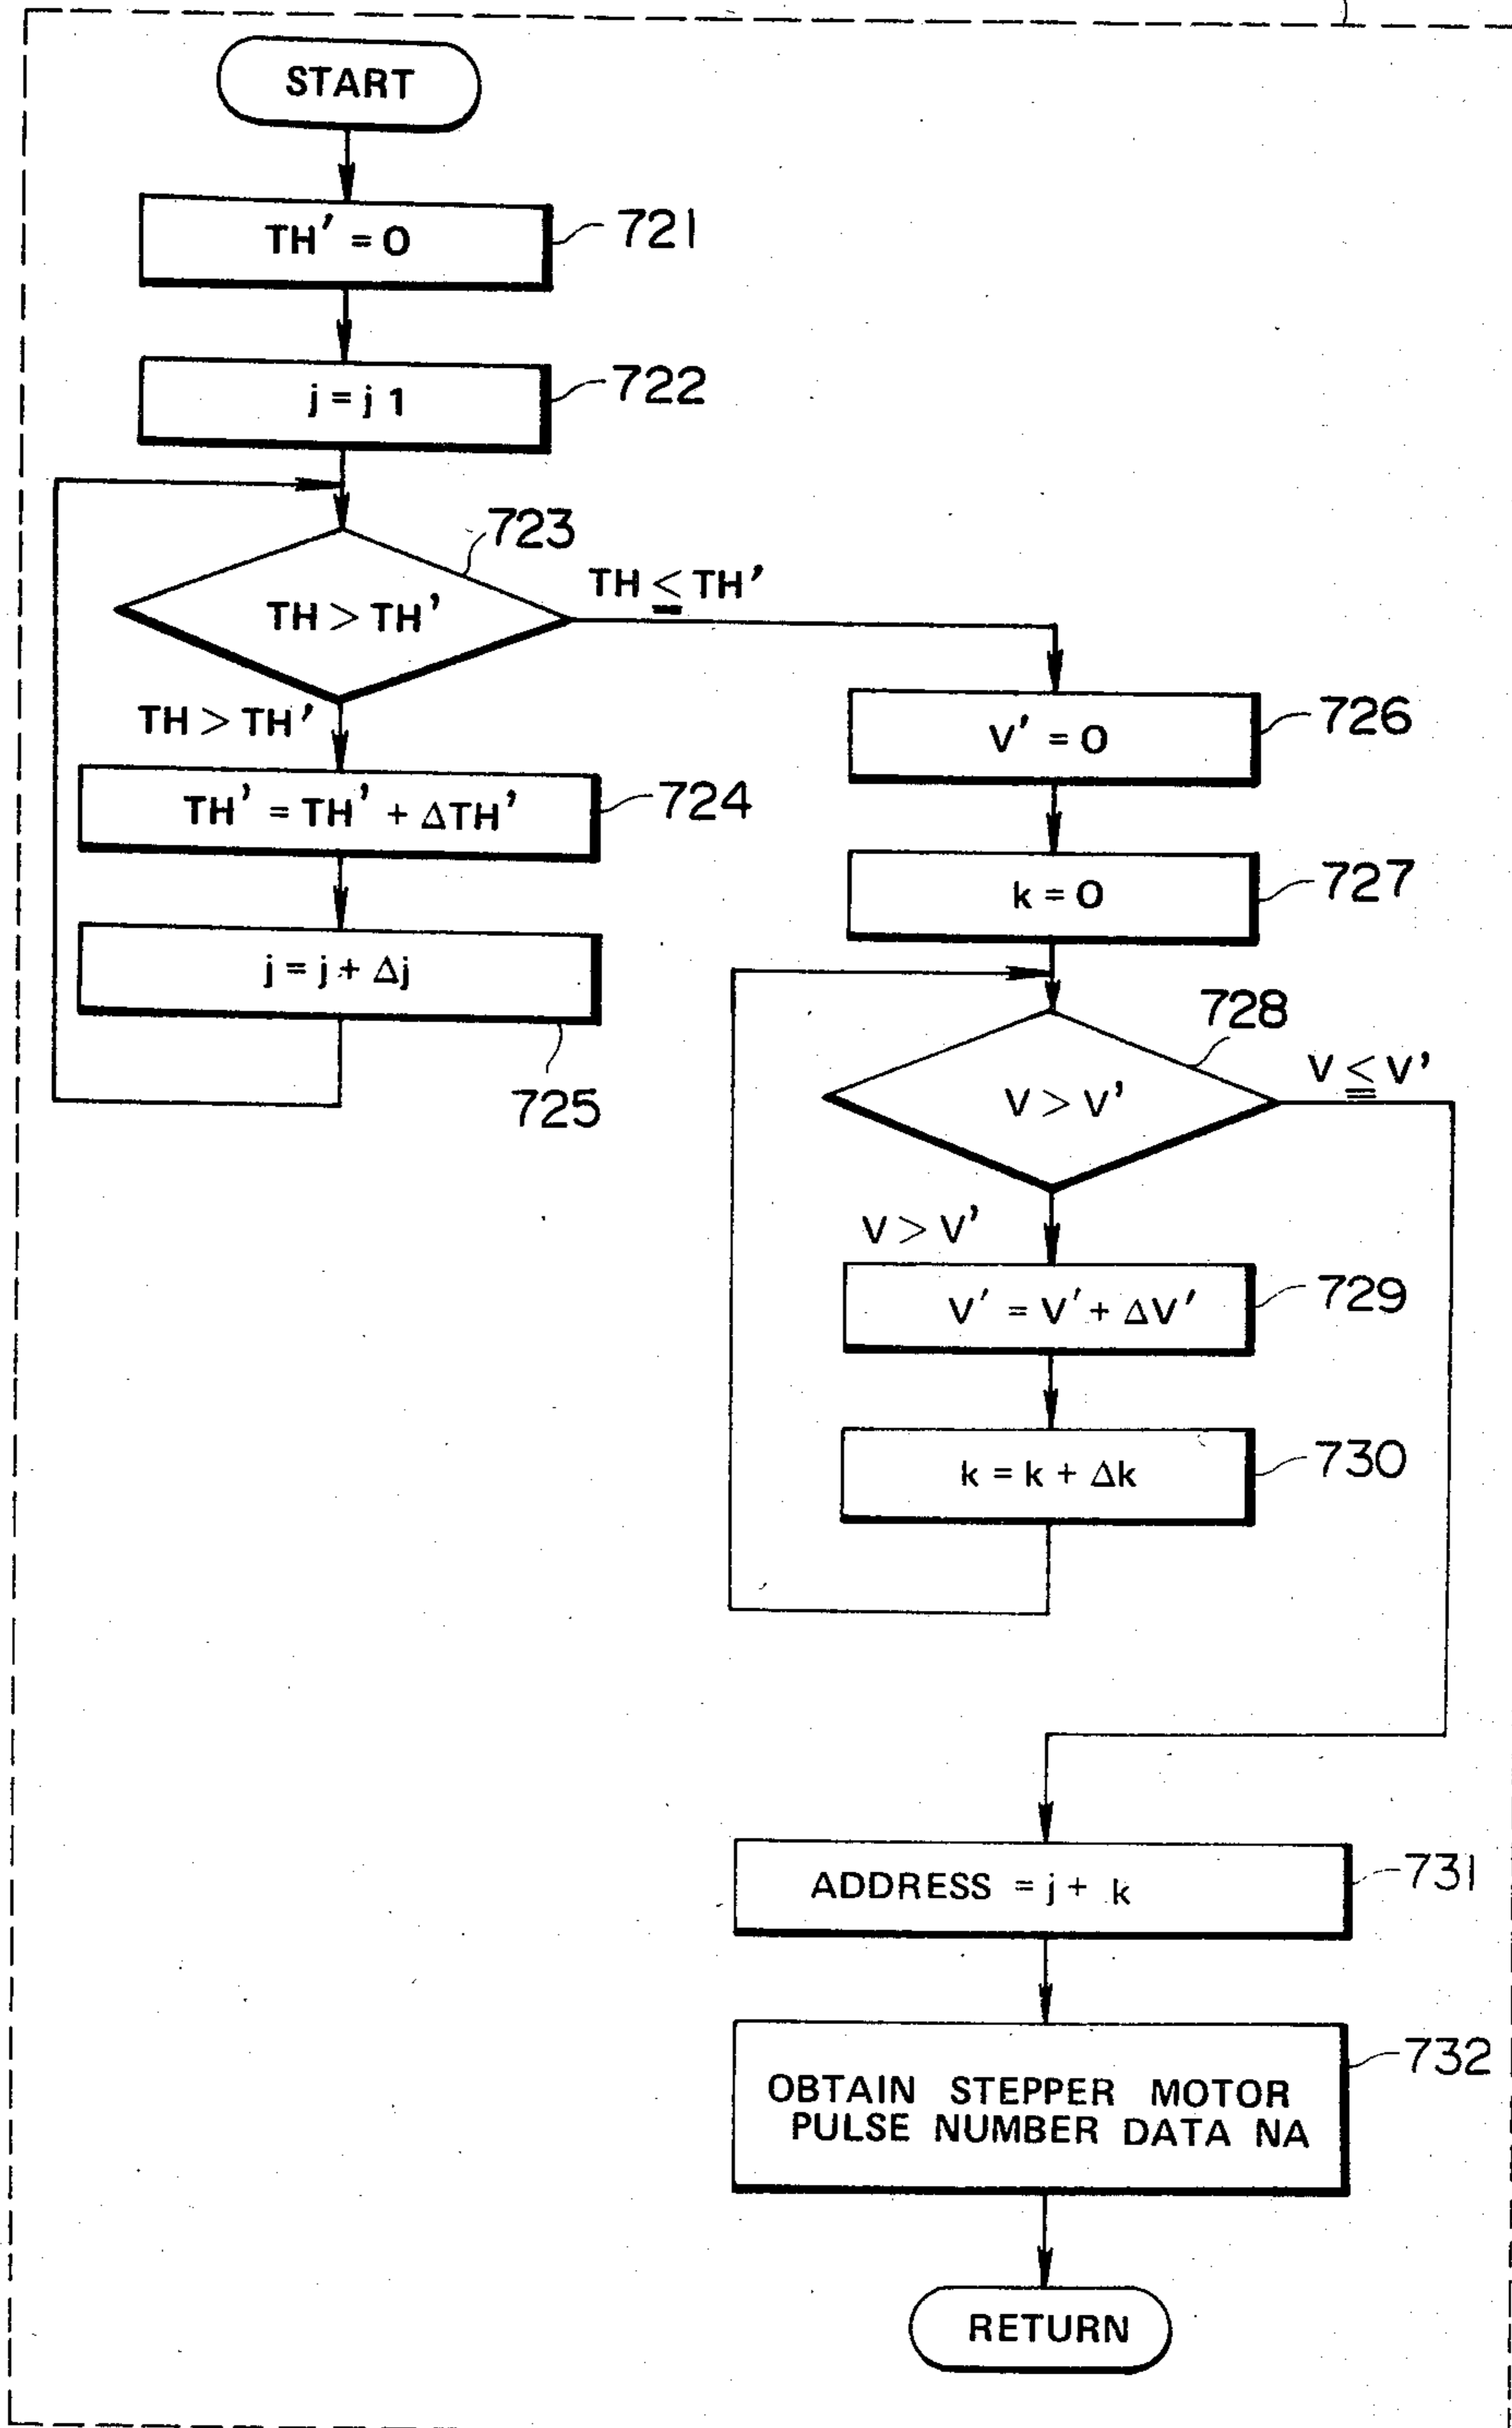 START
TH' = 0
721
j = j 1
722
723
TH > TH'
TH ≤ TH'
TH > TH'
TH' = TH' + ΔTH'
724
j = j + Δj
725
V' = 0
726
k = 0
727
728
V > V'
V ≦ V'
V > V'
V' = V' + ΔV'
729
k = k + Δk
730
ADDRESS = j + k
731
OBTAIN STEPPER MOTOR
PULSE NUMBER DATA NA
732
RETURN